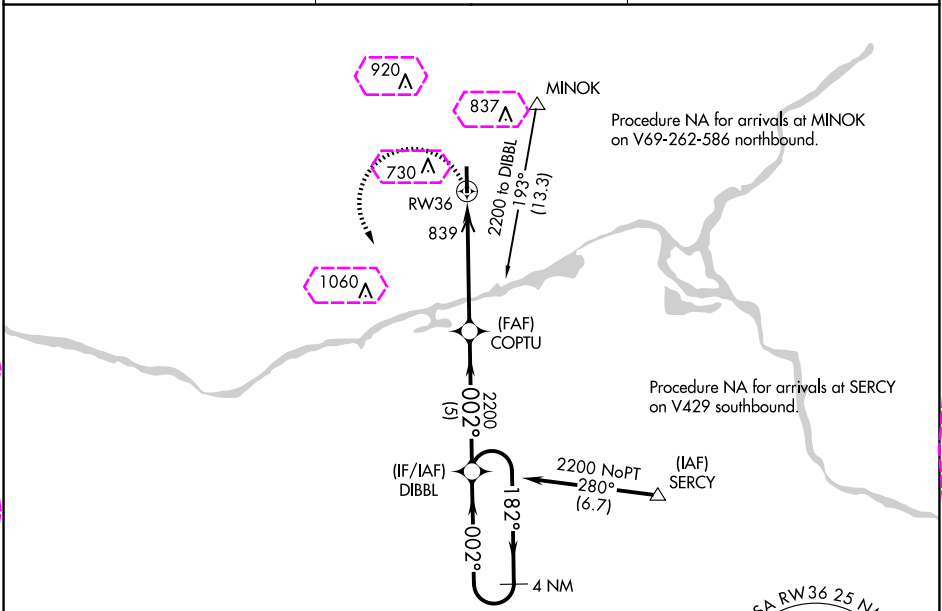 920
837
MINOK
Procedure NA for arrivals at MINOK
on V69-262-586 northbound.
730
RW36
2200 to DIBBL
193°
(13.3)
839
1060
(FAF)
COPTU
Procedure NA for arrivals at SERCY
on V429 southbound.
2200
002°
(5)
(IF/IAF)
DIBBL
2200 NoPT
280°
(6.7)
(IAF)
SERCY
182°
002°
4 NM
RW36 25